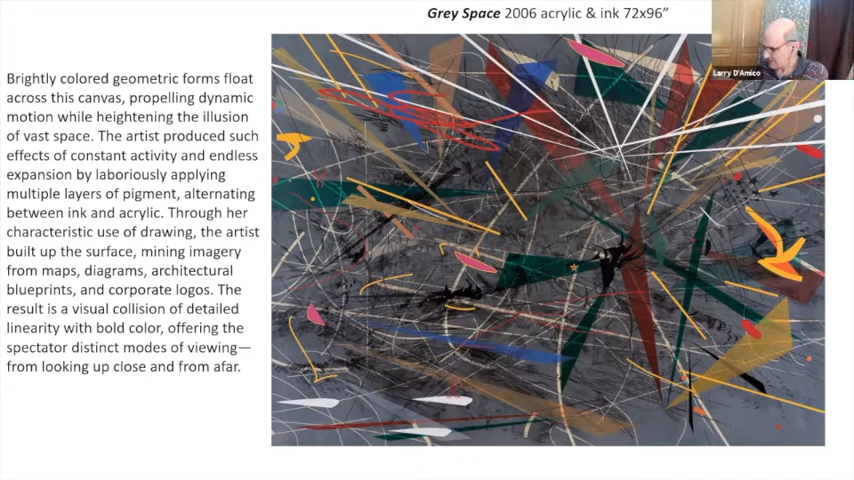 Grey Space 2006 acrylic & ink 72x96”
Larry D'Amico
Brightly colored geometric forms float
across this canvas, propelling dynamic
motion while heightening the illusion
of vast space. The artist produced such
effects of constant activity and endless
expansion by laboriously applying
multiple layers of pigment, alternating
between ink and acrylic. Through her
characteristic use of drawing, the artist
built up the surface, mining imagery
from maps, diagrams, architectural
blueprints, and corporate logos. The
result is a visual collision of detailed
linearity with bold color, offering the
spectator distinct modes of viewing—
from looking up close and from afar.